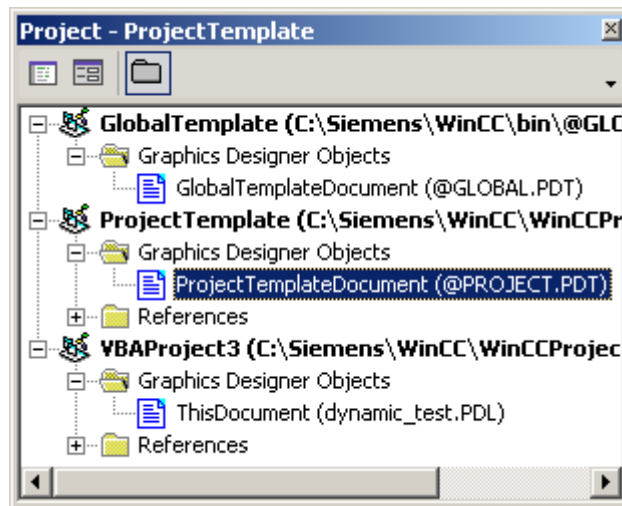 Project - ProjectTemplate
GlobalTemplate (C:\Siemens\WinCC\bin\@GLC
Graphics Designer Objects
GlobalTemplateDocument (@GLOBAL.PDT)
ProjectTemplate (C:\Siemens\WinCC\WinCCPr
Graphics Designer Objects
ProjectTemplateDocument (@PROJECT.PDT)
References
VBAProject3 (C:\Siemens\WinCC\WinCCProjec
Graphics Designer Objects
ThisDocument (dynamic_test.PDL)
References